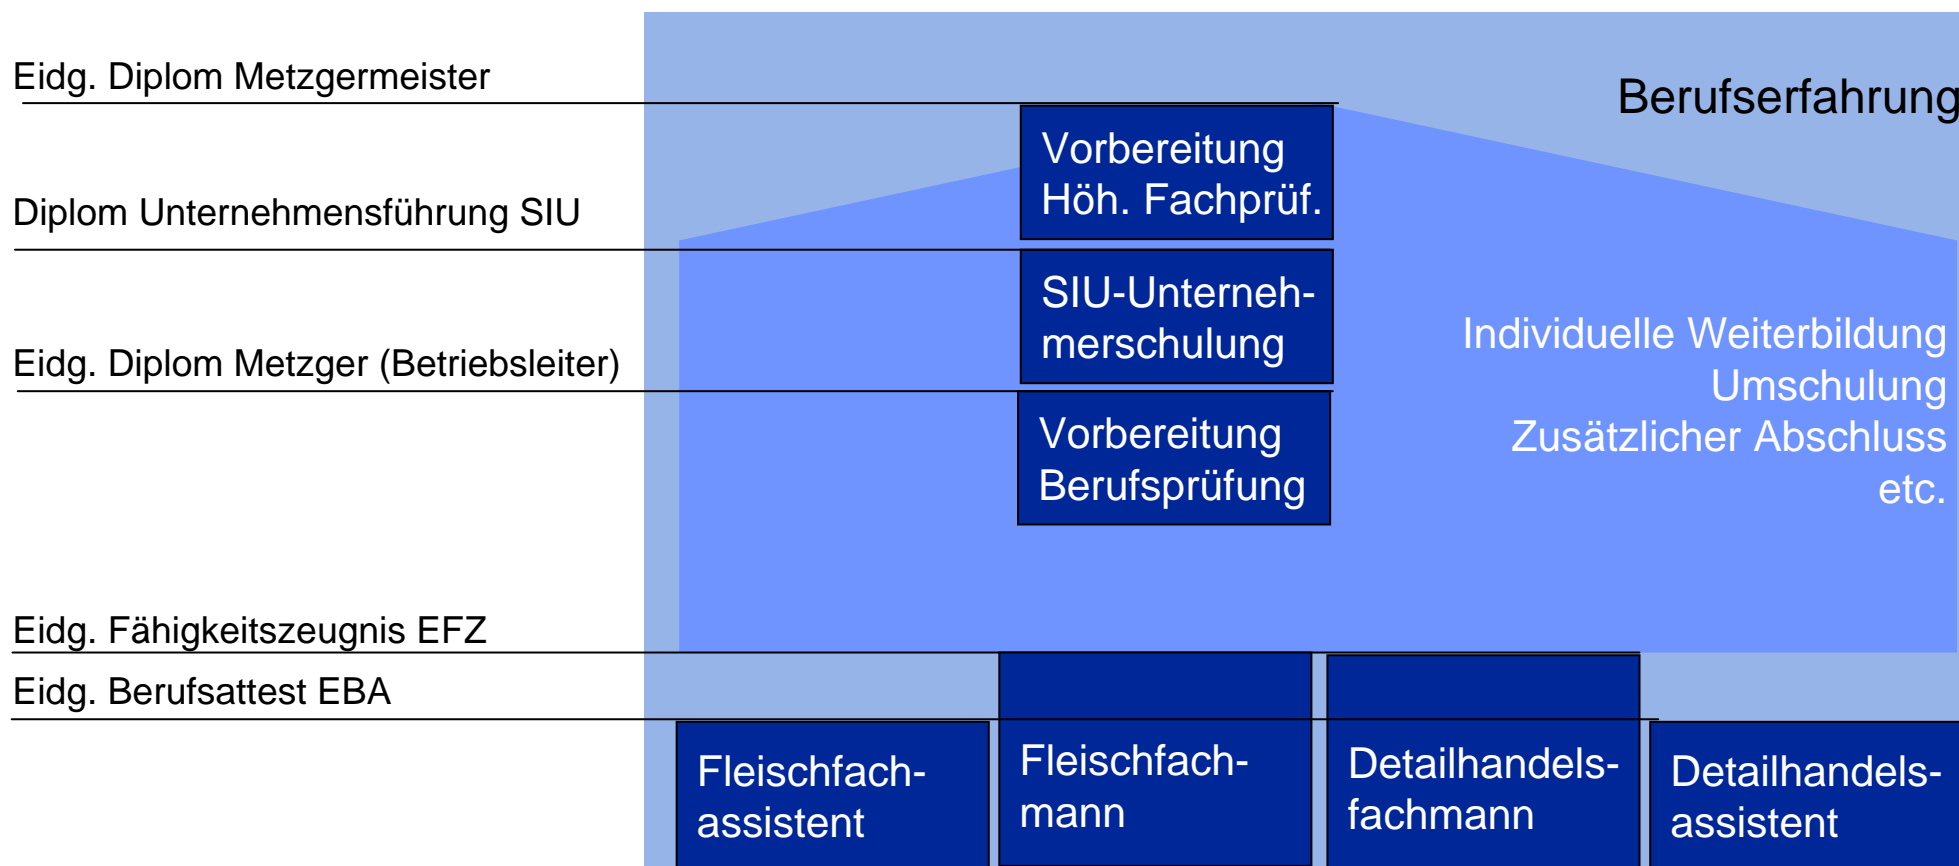 Eidg. Diplom Metzgermeister
Berufserfahrung
Vorbereitung
Höh. Fachprüf.
Diplom Unternehmensführung SIU
SIU-Unterneh-
merschulung
Eidg. Diplom Metzger (Betriebsleiter)
Individuelle Weiterbildung
Umschulung
Zusätzlicher Abschluss
etc.
Vorbereitung
Berufsprüfung
Eidg. Fähigkeitszeugnis EFZ
Eidg. Berufsattest EBA
Fleischfach-
assistent
Fleischfach-
mann
Detailhandels-
fachmann
Detailhandels-
assistent